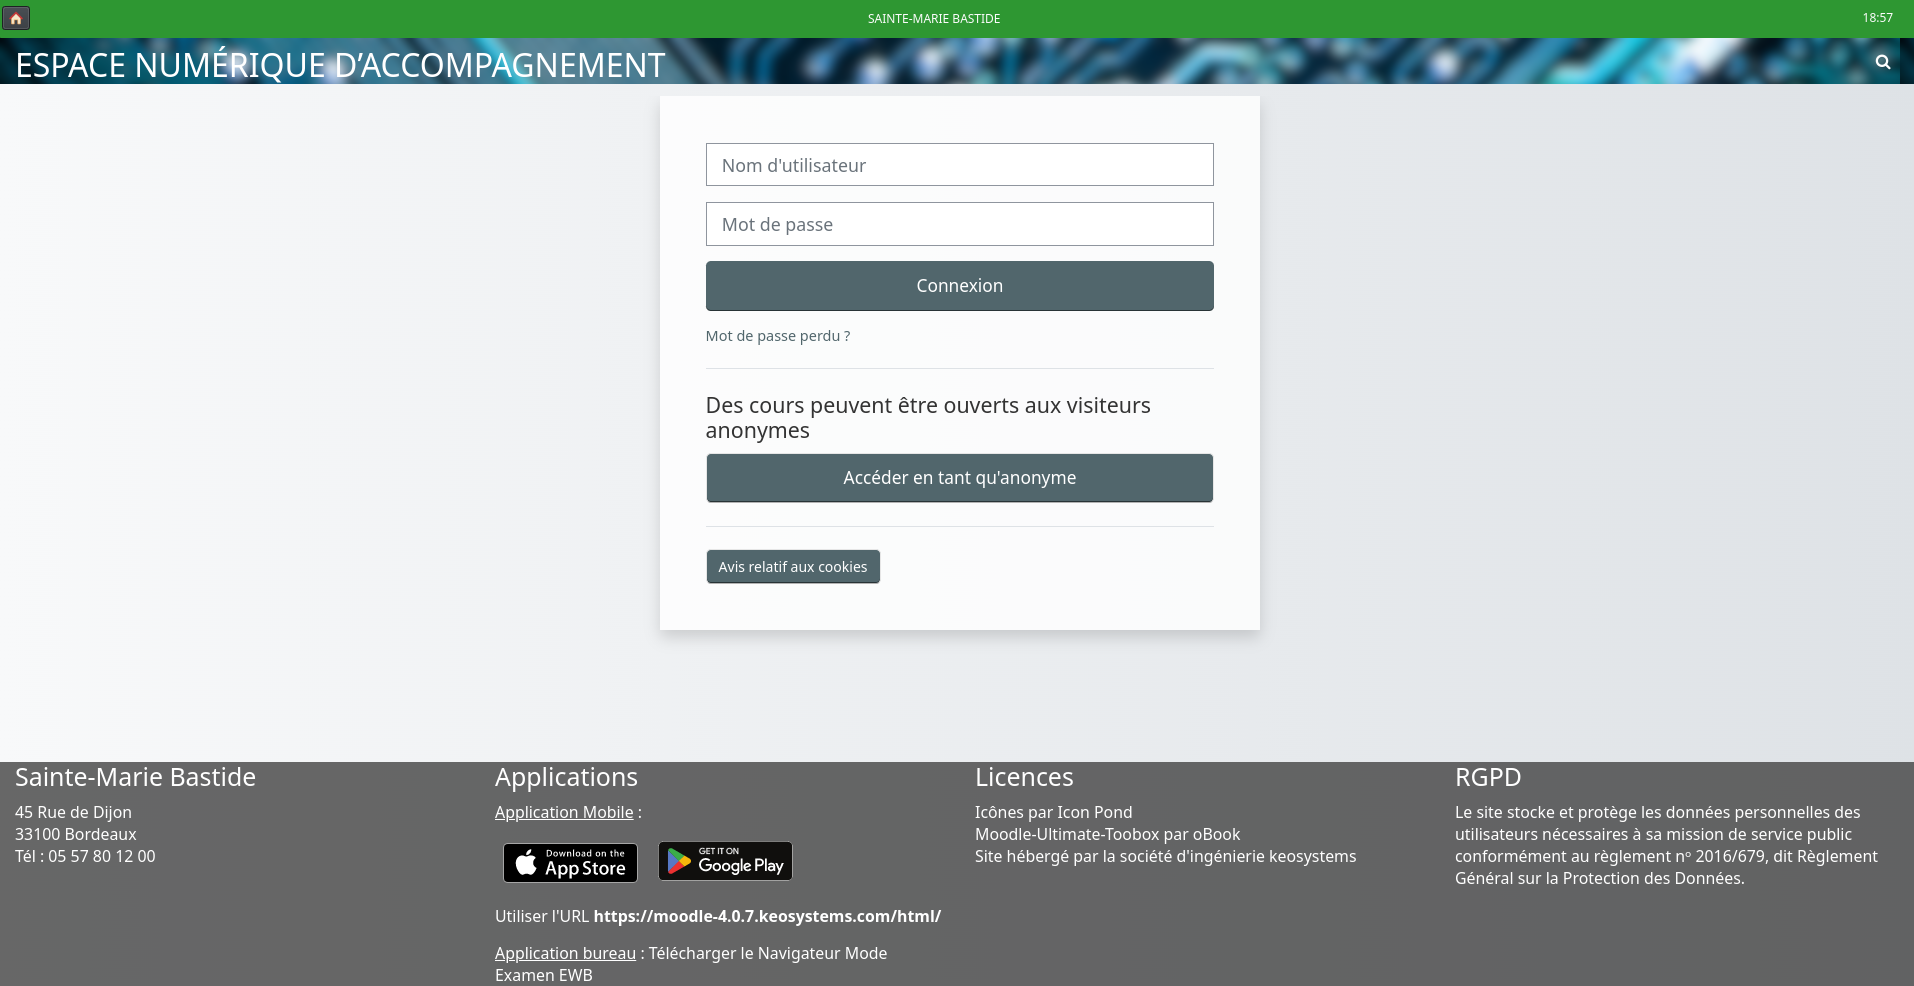 SAINTE-MARIE BASTIDE
18:57
ESPACE NUMÉRIQUE D’ACCOMPAGNEMENT
Nom d'utilisateur
Mot de passe
Connexion
Mot de passe perdu ?
Des cours peuvent être ouverts aux visiteurs
anonymes
Accéder en tant qu'anonyme
Avis relatif aux cookies
Sainte-Marie Bastide
45 Rue de Dijon
33100 Bordeaux
Tél : 05 57 80 12 00
Applications
Application Mobile :
Download on the
App Store
GET IT ON
Google Play
Utiliser l'URL https://moodle-4.0.7.keosystems.com/html/
Application bureau : Télécharger le Navigateur Mode
Examen EWB
Licences
Icônes par Icon Pond
Moodle-Ultimate-Toobox par oBook
Site hébergé par la société d'ingénierie keosystems
RGPD
Le site stocke et protège les données personnelles des
utilisateurs nécessaires à sa mission de service public
conformément au règlement nº 2016/679, dit Règlement
Général sur la Protection des Données.